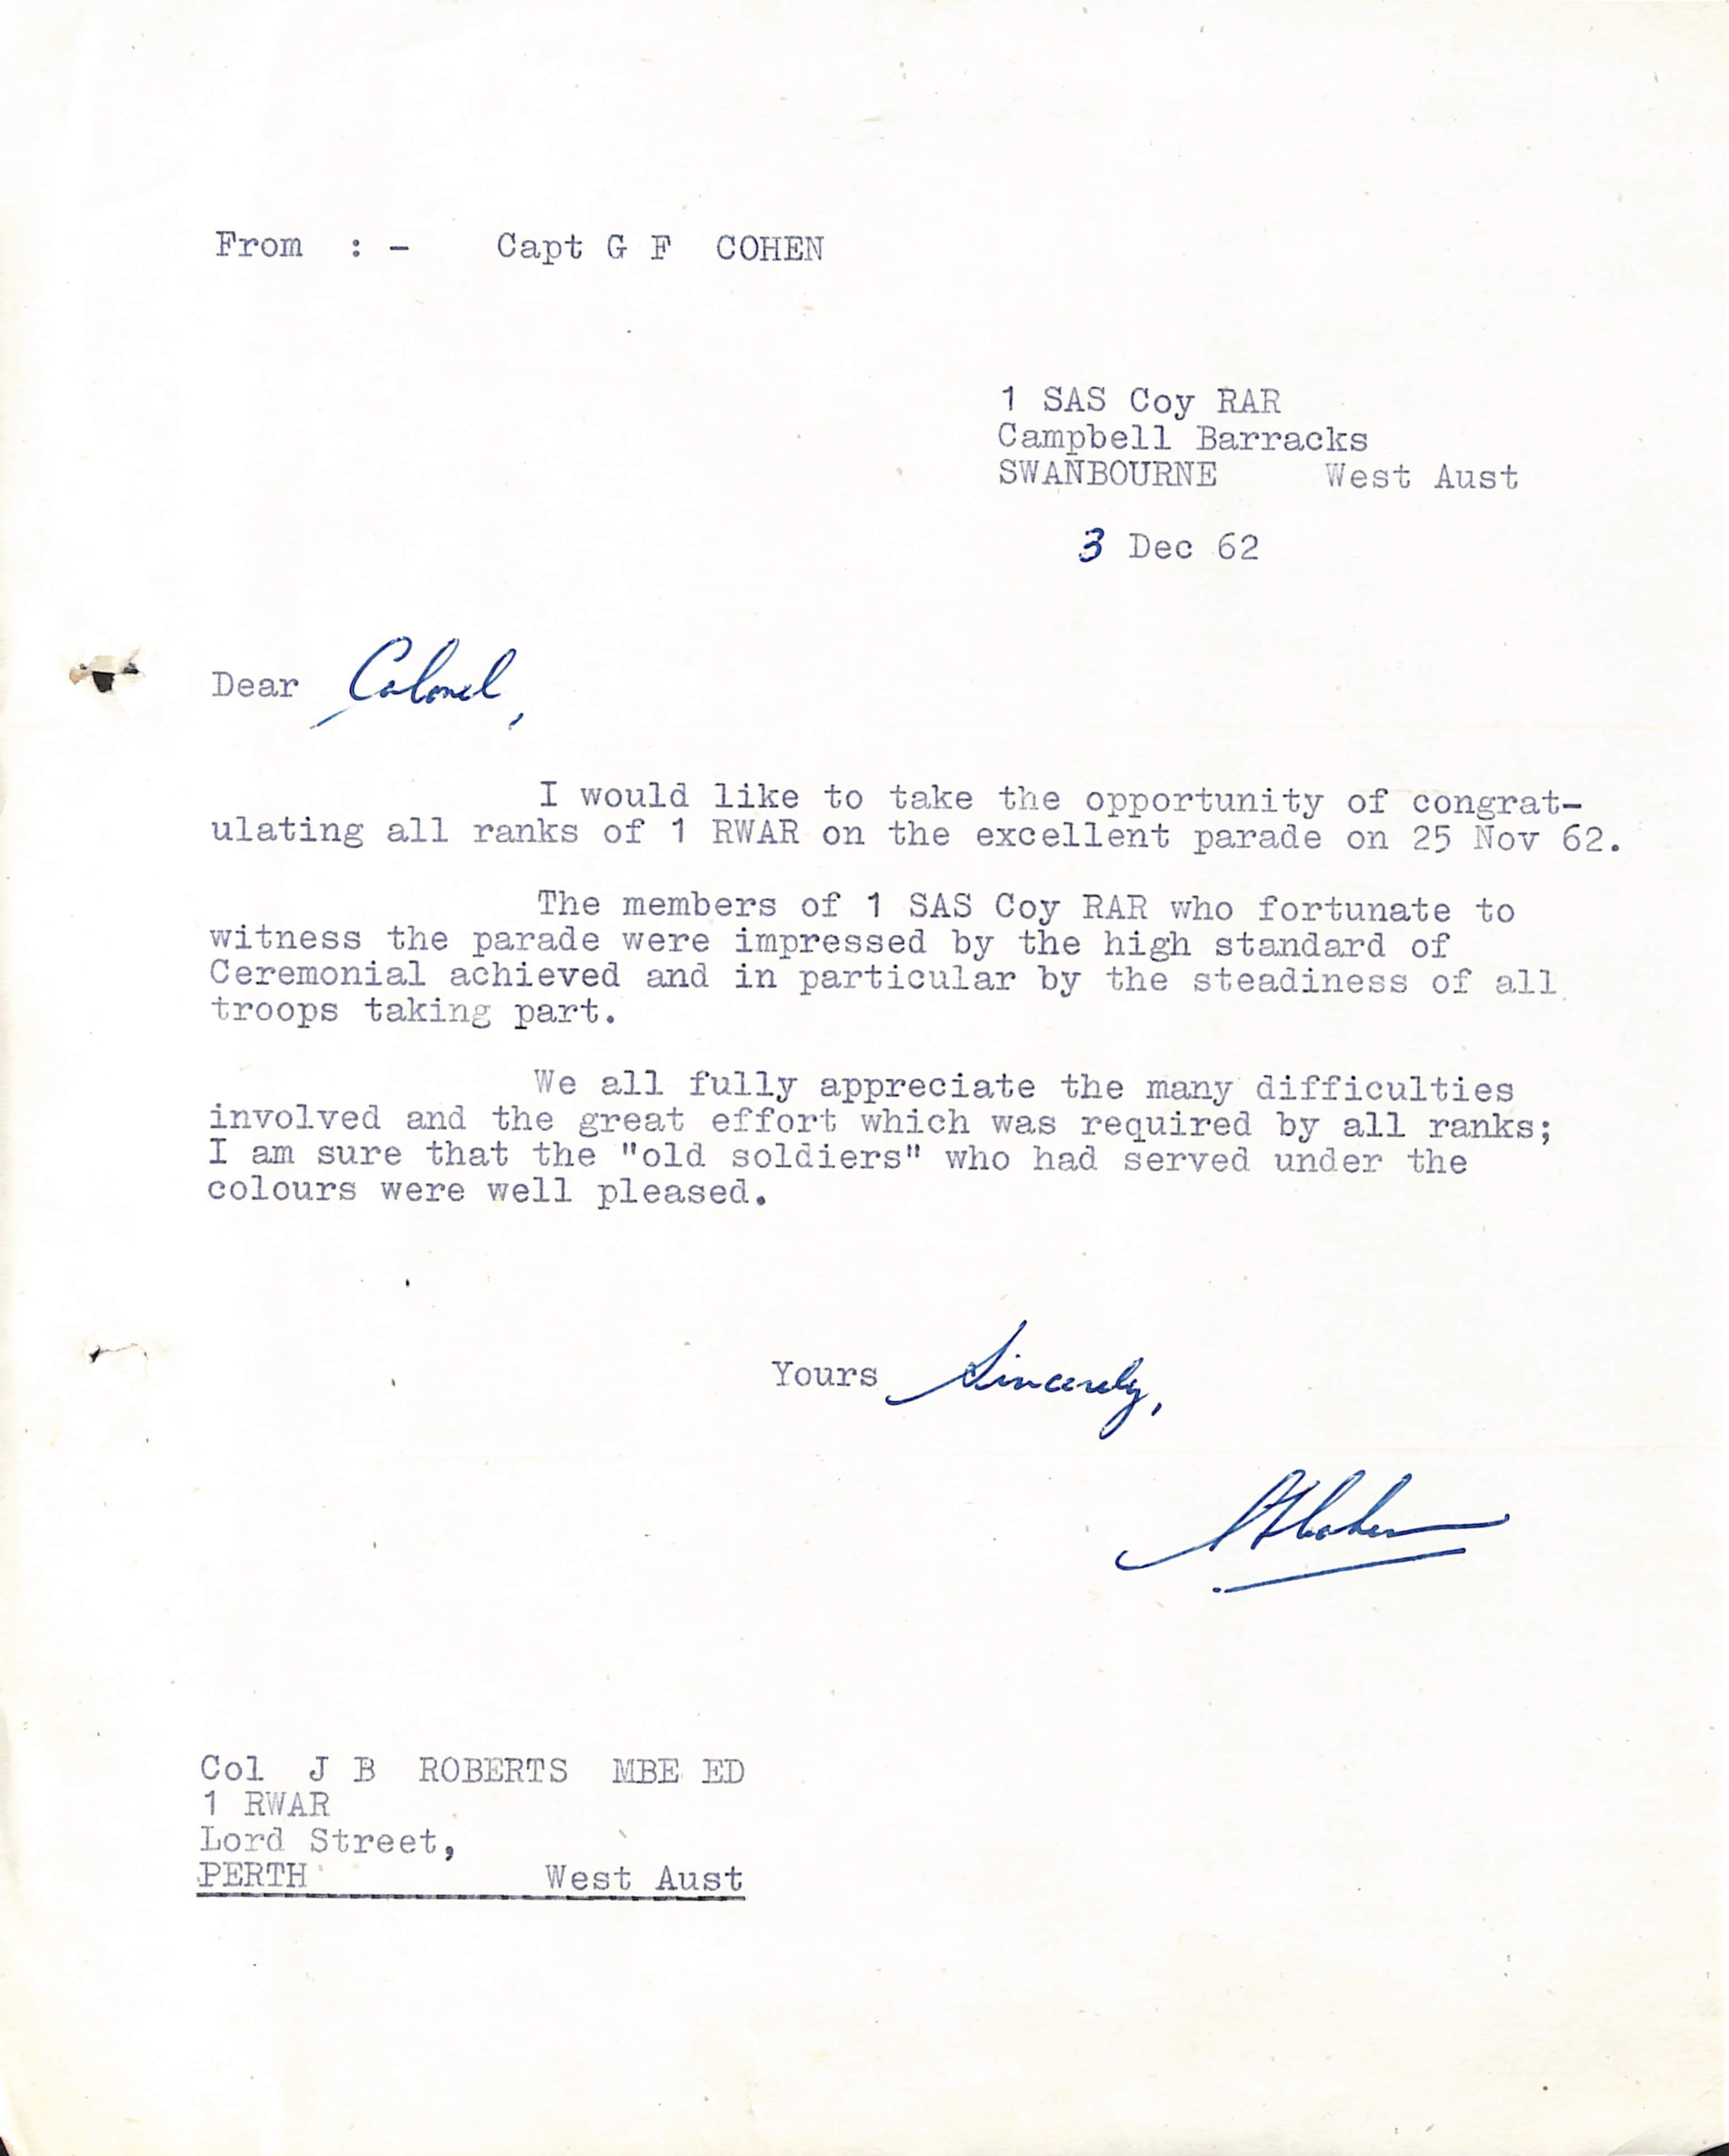 From : - Capt G F COHEN
1 SAS Coy RAR
Campbell Barracks
SWANBOURNE West Aust
3 Dec 62
Dear Colonel,
I would like to take the opportunity of congrat-
ulating all ranks of 1 RWAR on the excellent parade on 25 Nov 62.
The members of 1 SAS Coy RAR who fortunate to
witness the parade were impressed by the high standard of
Ceremonial achieved and in particular by the steadiness of all
troops taking part.
We all fully appreciate the many difficulties
involved and the great effort which was required by all ranks;
I am sure that the "old soldiers" who had served under the
colours were well pleased.
Yours Sincerely,
GFCohen
Col J B ROBERTS MBE ED
1 RWAR
Lord Street,
PERTH West Aust